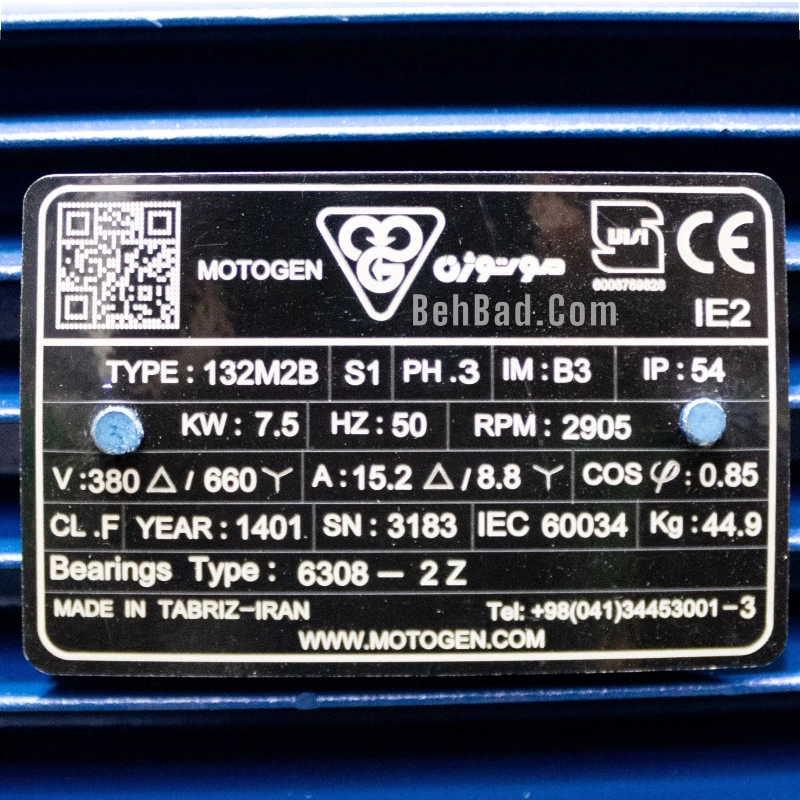 MOTOGEN موتوژن
BehBad.Com
IE2
TYPE : 132M2B S1 PH .3 IM : B3 IP : 54
KW : 7.5 HZ : 50 RPM : 2905
V : 380 △ / 660 Y A : 15.2 △ / 8.8 Y COS φ : 0.85
CL .F YEAR : 1401 SN : 3183 IEC 60034 Kg : 44.9
Bearings Type : 6308 – 2 Z
MADE IN TABRIZ-IRAN Tel: +98(041)34453001-3
WWW.MOTOGEN.COM